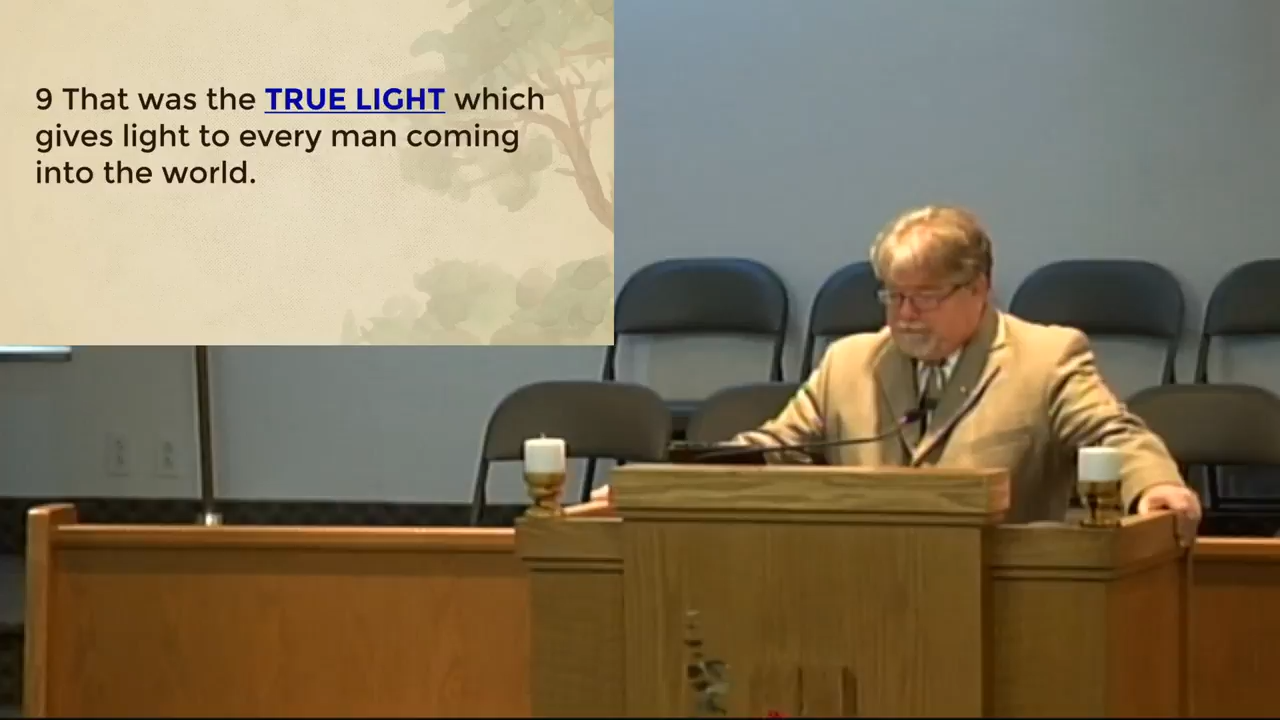 9 That was the TRUE LIGHT which
gives light to every man coming
into the world.